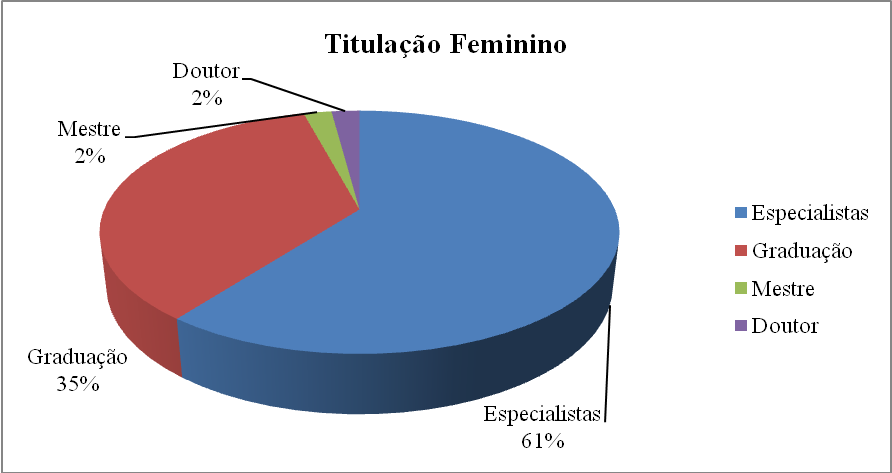 Titulação Feminino
Doutor
2%
Mestre
2%
Graduação
35%
Especialistas
61%
Especialistas
Graduação
Mestre
Doutor